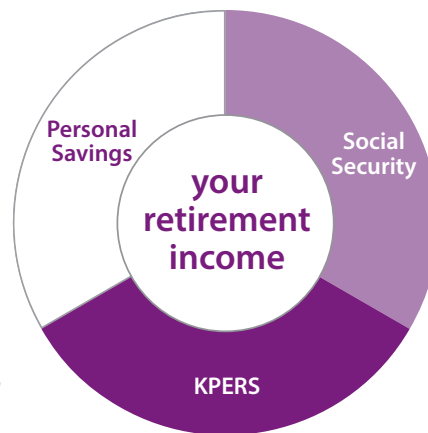 Personal
Savings
Social
Security
your
retirement
income
KPERS